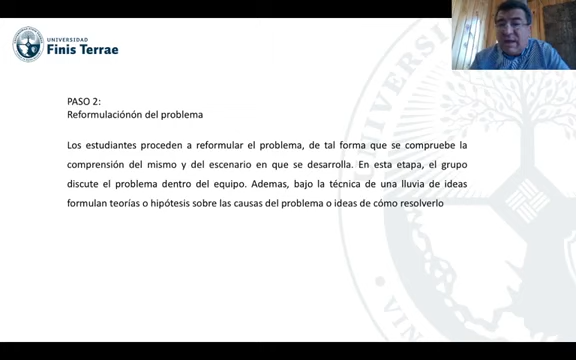 UNIVERSIDAD
Finis Terrae
PASO 2:
Reformulaciónón del problema
Los estudiantes proceden a reformular el problema, de tal forma que se compruebe la
comprensión del mismo y del escenario en que se desarrolla. En esta etapa, el grupo
discute el problema dentro del equipo. Ademas, bajo la técnica de una lluvia de ideas
formulan teorías o hipótesis sobre las causas del problema o ideas de cómo resolverlo